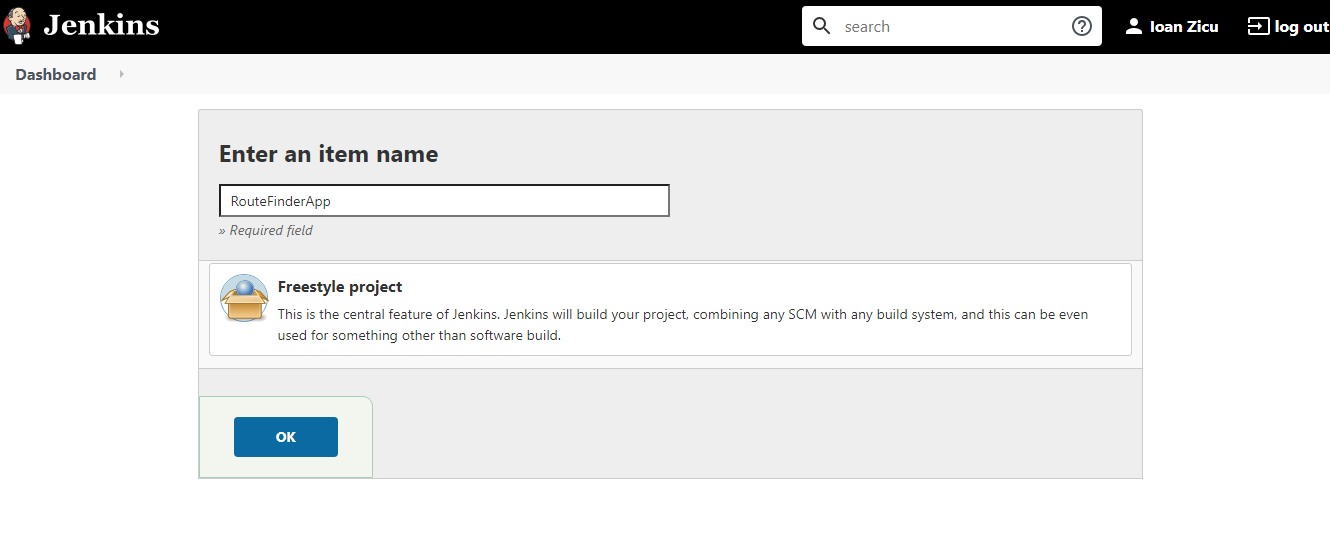 Jenkins
search
Ioan Zicu
log out
Dashboard
Enter an item name
RouteFinderApp
» Required field
Freestyle project
This is the central feature of Jenkins. Jenkins will build your project, combining any SCM with any build system, and this can be even
used for something other than software build.
OK